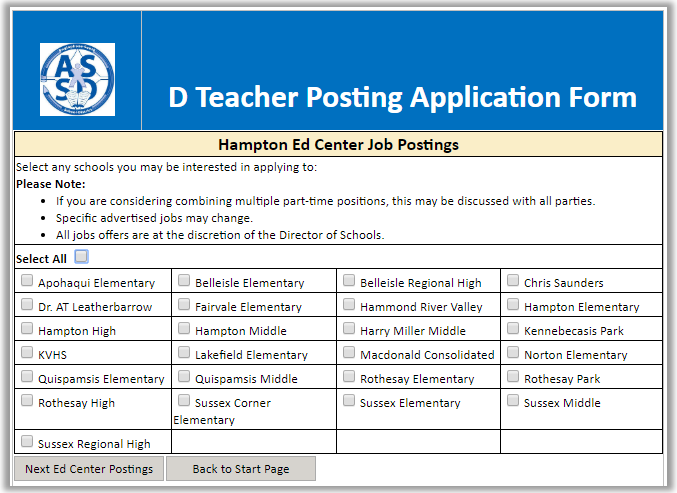 ASSD
D Teacher Posting Application Form
Hampton Ed Center Job Postings
Select any schools you may be interested in applying to:
Please Note:
• If you are considering combining multiple part-time positions, this may be discussed with all parties.
• Specific advertised jobs may change.
• All jobs offers are at the discretion of the Director of Schools.
Select All
Apohaqui Elementary Belleisle Elementary Belleisle Regional High Chris Saunders
Dr. AT Leatherbarrow Fairvale Elementary Hammond River Valley Hampton Elementary
Hampton High Hampton Middle Harry Miller Middle Kennebecasis Park
KVHS Lakefield Elementary Macdonald Consolidated Norton Elementary
Quispamsis Elementary Quispamsis Middle Rothesay Elementary Rothesay Park
Rothesay High Sussex Corner Elementary Sussex Elementary Sussex Middle
Sussex Regional High
Next Ed Center Postings Back to Start Page